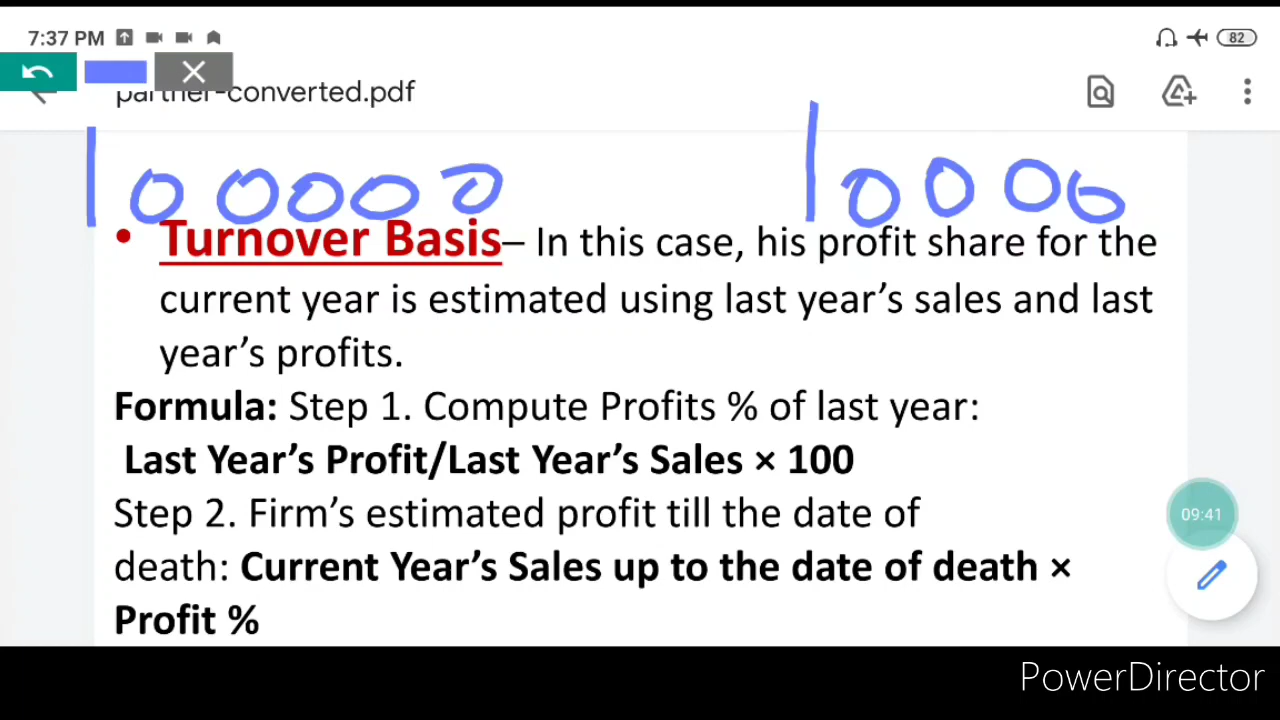 7:37 PM 82
partner-converted.pdf
100000 10000
• Turnover Basis– In this case, his profit share for the
current year is estimated using last year’s sales and last
year’s profits.
Formula: Step 1. Compute Profits % of last year:
Last Year’s Profit/Last Year’s Sales × 100
Step 2. Firm’s estimated profit till the date of
09:41
death: Current Year’s Sales up to the date of death ×
Profit %
PowerDirector